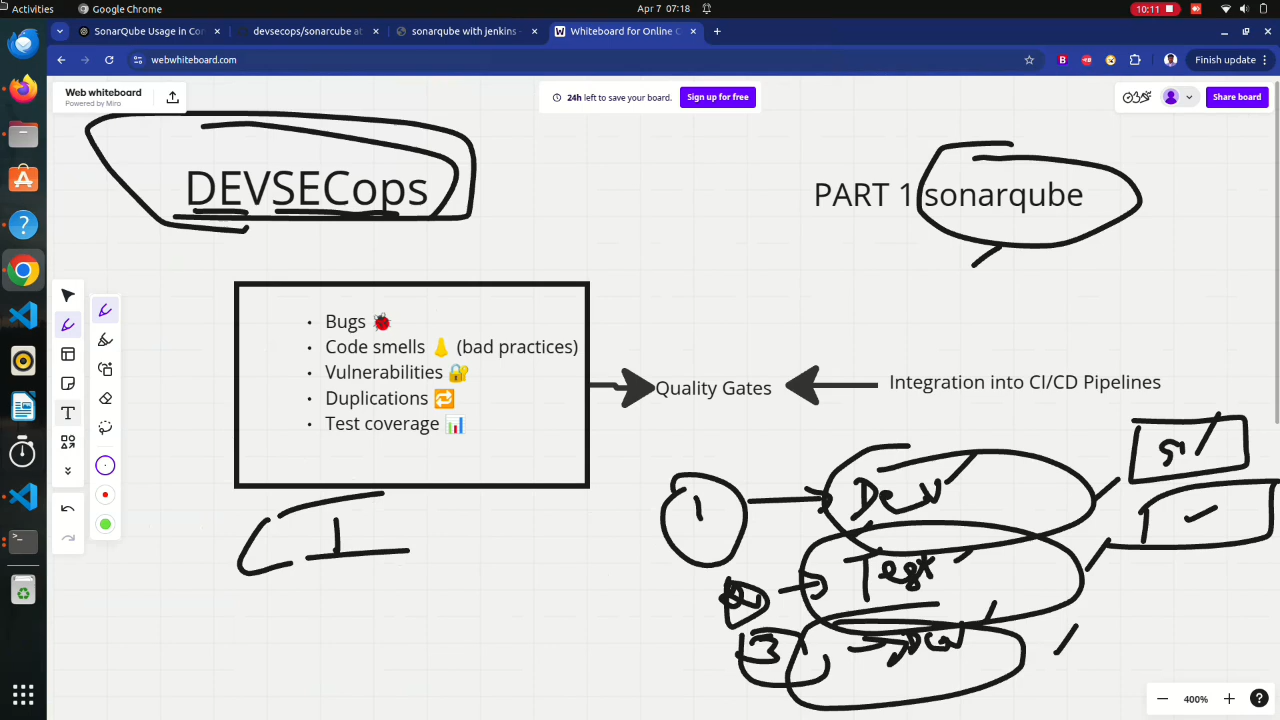 Activities
Google Chrome
Apr 7 07:18
10:11
SonarQube Usage in Cor
devsecops/sonarcube at
sonarqube with jenkins -
Whiteboard for Online C
webwhiteboard.com
Finish update
Web whiteboard
Powered by Miro
24h left to save your board.
Sign up for free
Share board
DEVSECops
PART 1 sonarqube
• Bugs 🐞
• Code smells 👃 (bad practices)
• Vulnerabilities 🔐
• Duplications 🔁
• Test coverage 📊
Quality Gates
Integration into CI/CD Pipelines
1
Dev
Test
3
I
400%